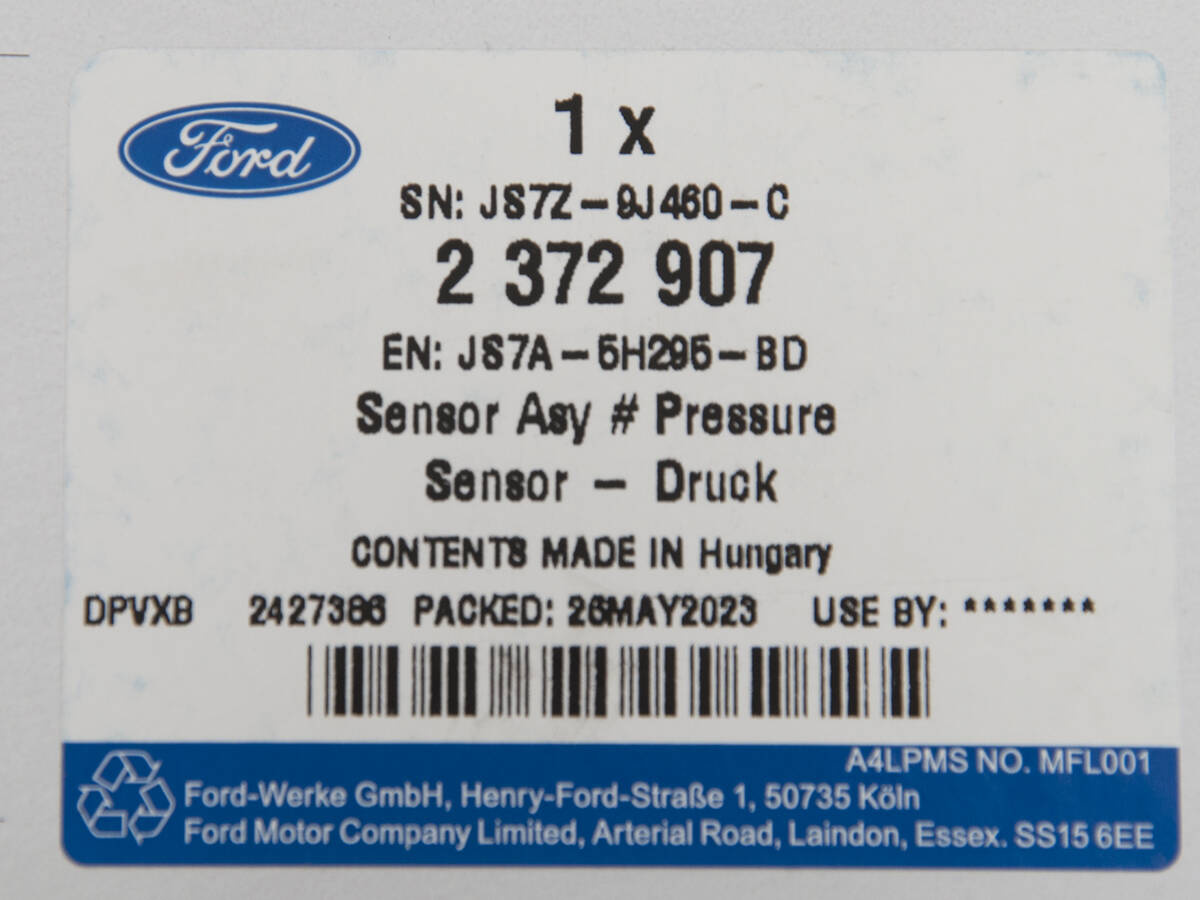 Ford
1 x
SN: JS7Z-9J460-C
2 372 907
EN: JS7A-5H295-BD
Sensor Asy # Pressure
Sensor - Druck
CONTENTS MADE IN Hungary
DPVXB 2427386 PACKED: 26MAY2023 USE BY: *******
A4LPMS NO. MFL001
Ford-Werke GmbH, Henry-Ford-Straße 1, 50735 Köln
Ford Motor Company Limited, Arterial Road, Laindon, Essex. SS15 6EE